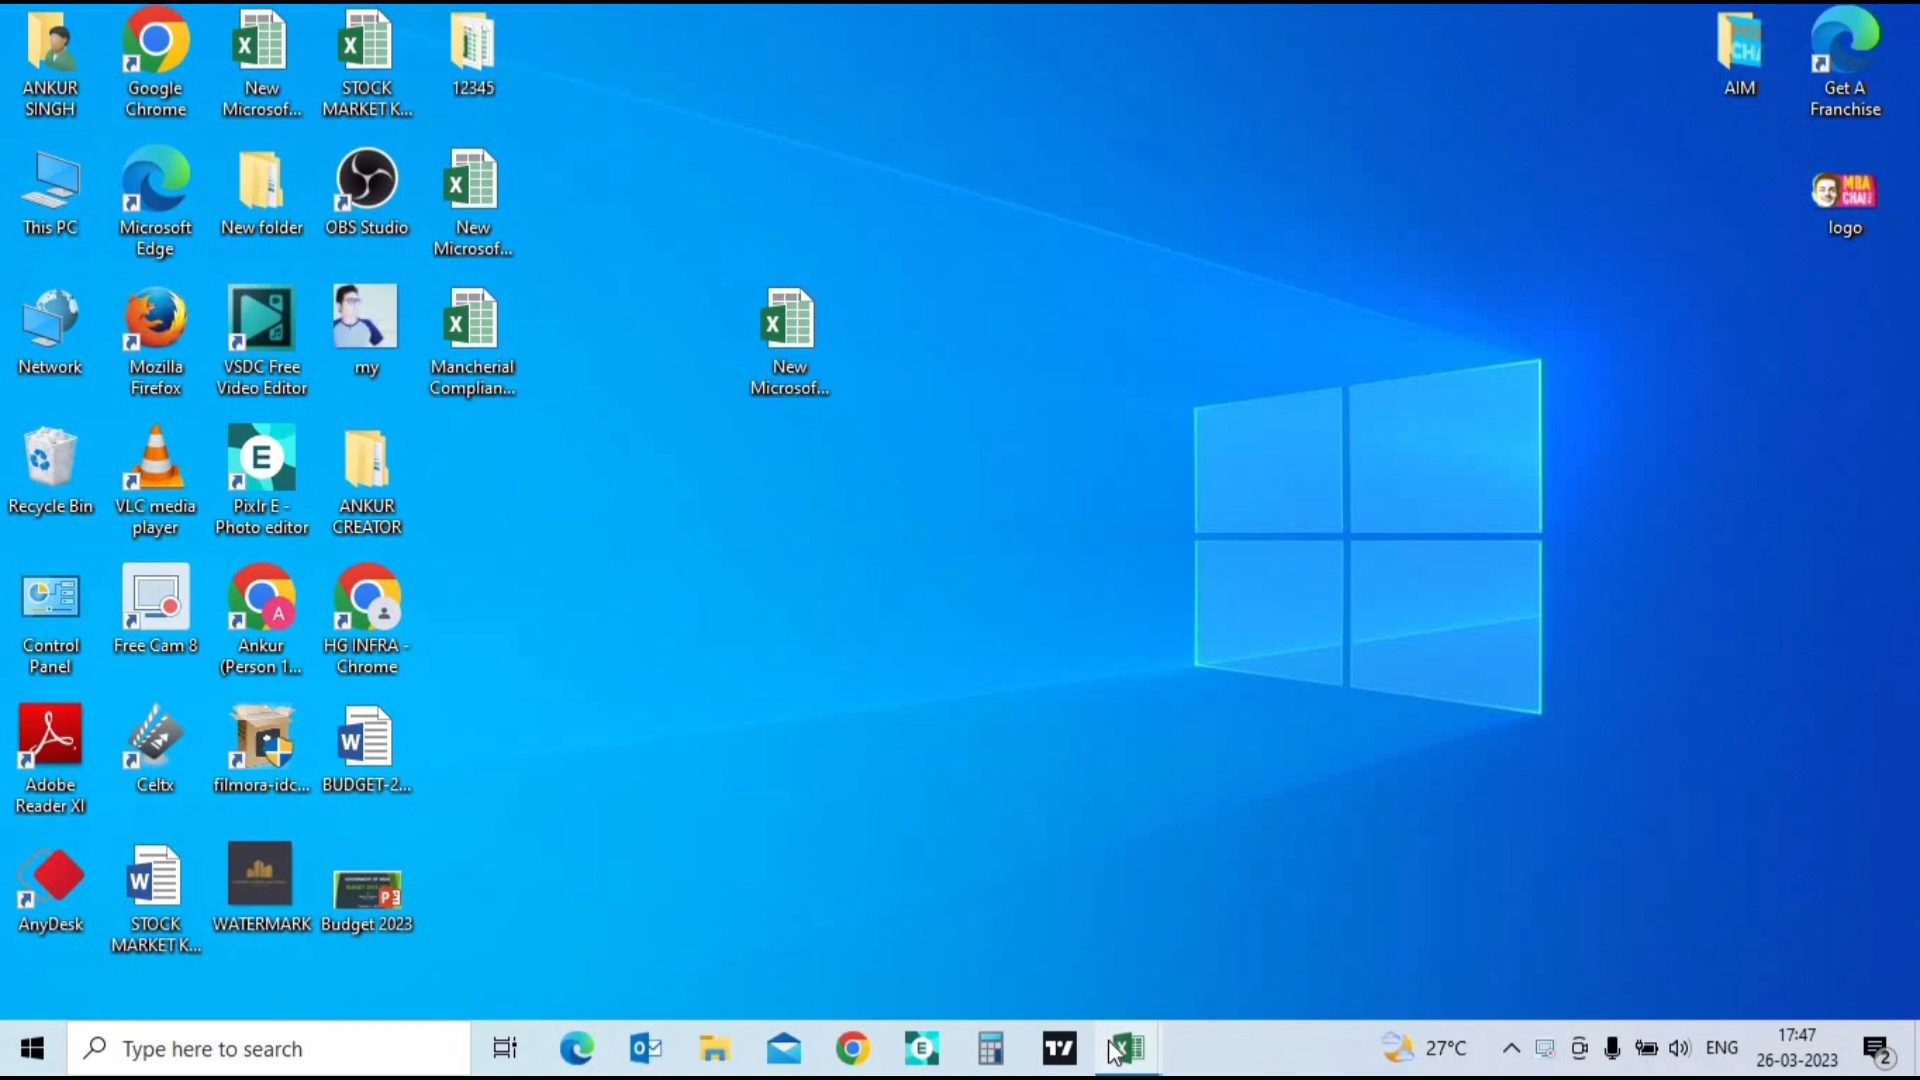 ANKUR
SINGH
Google
Chrome
New
Microsof...
STOCK
MARKET K...
12345
AIM
Get A
Franchise
This PC
Microsoft
Edge
New folder
OBS Studio
New
Microsof...
MBA
CHAI
logo
Network
Mozilla
Firefox
VSDC Free
Video Editor
my
Mancherial
Complian...
New
Microsof...
Recycle Bin
VLC media
player
E
Pixlr E -
Photo editor
ANKUR
CREATOR
Control
Panel
Free Cam 8
A
Ankur
(Person 1...
HG INFRA -
Chrome
Adobe
Reader XI
Celtx
filmora-idc...
BUDGET-2...
AnyDesk
STOCK
MARKET K...
WATERMARK
Budget 2023
Type here to search
27°C
ENG
17:47
26-03-2023
2